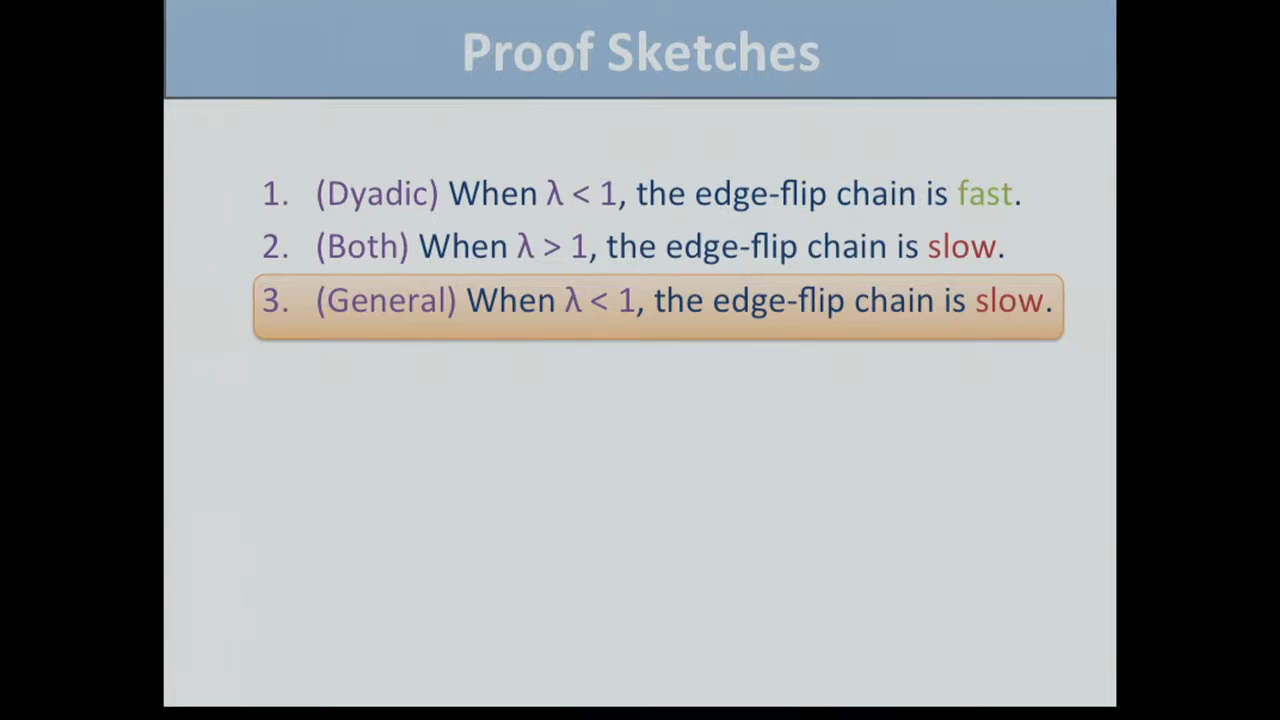 Proof Sketches
1. (Dyadic) When λ < 1, the edge-flip chain is fast.
2. (Both) When λ > 1, the edge-flip chain is slow.
3. (General) When λ < 1, the edge-flip chain is slow.